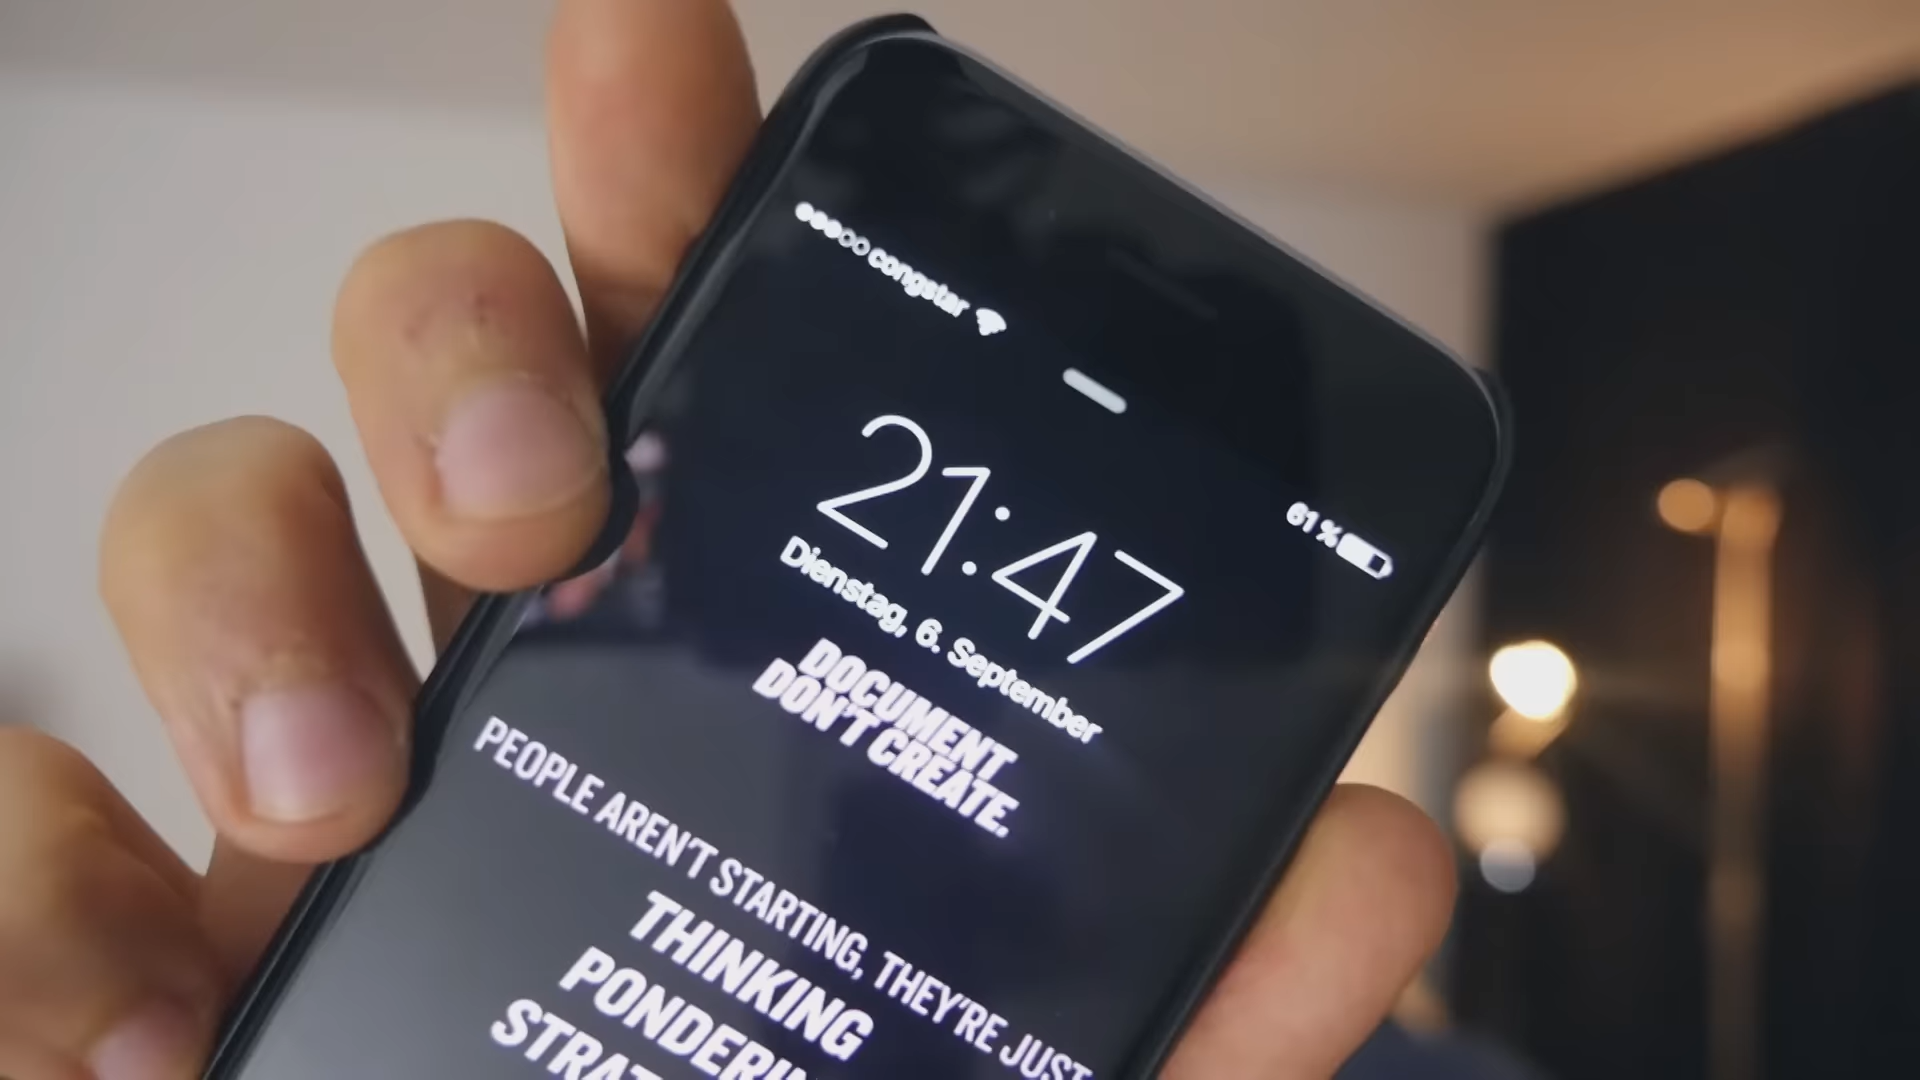 congstar
61 %
21:47
Dienstag, 6. September
DOCUMENT
DON'T CREATE.
PEOPLE AREN'T STARTING, THEY'RE JUST
THINKING